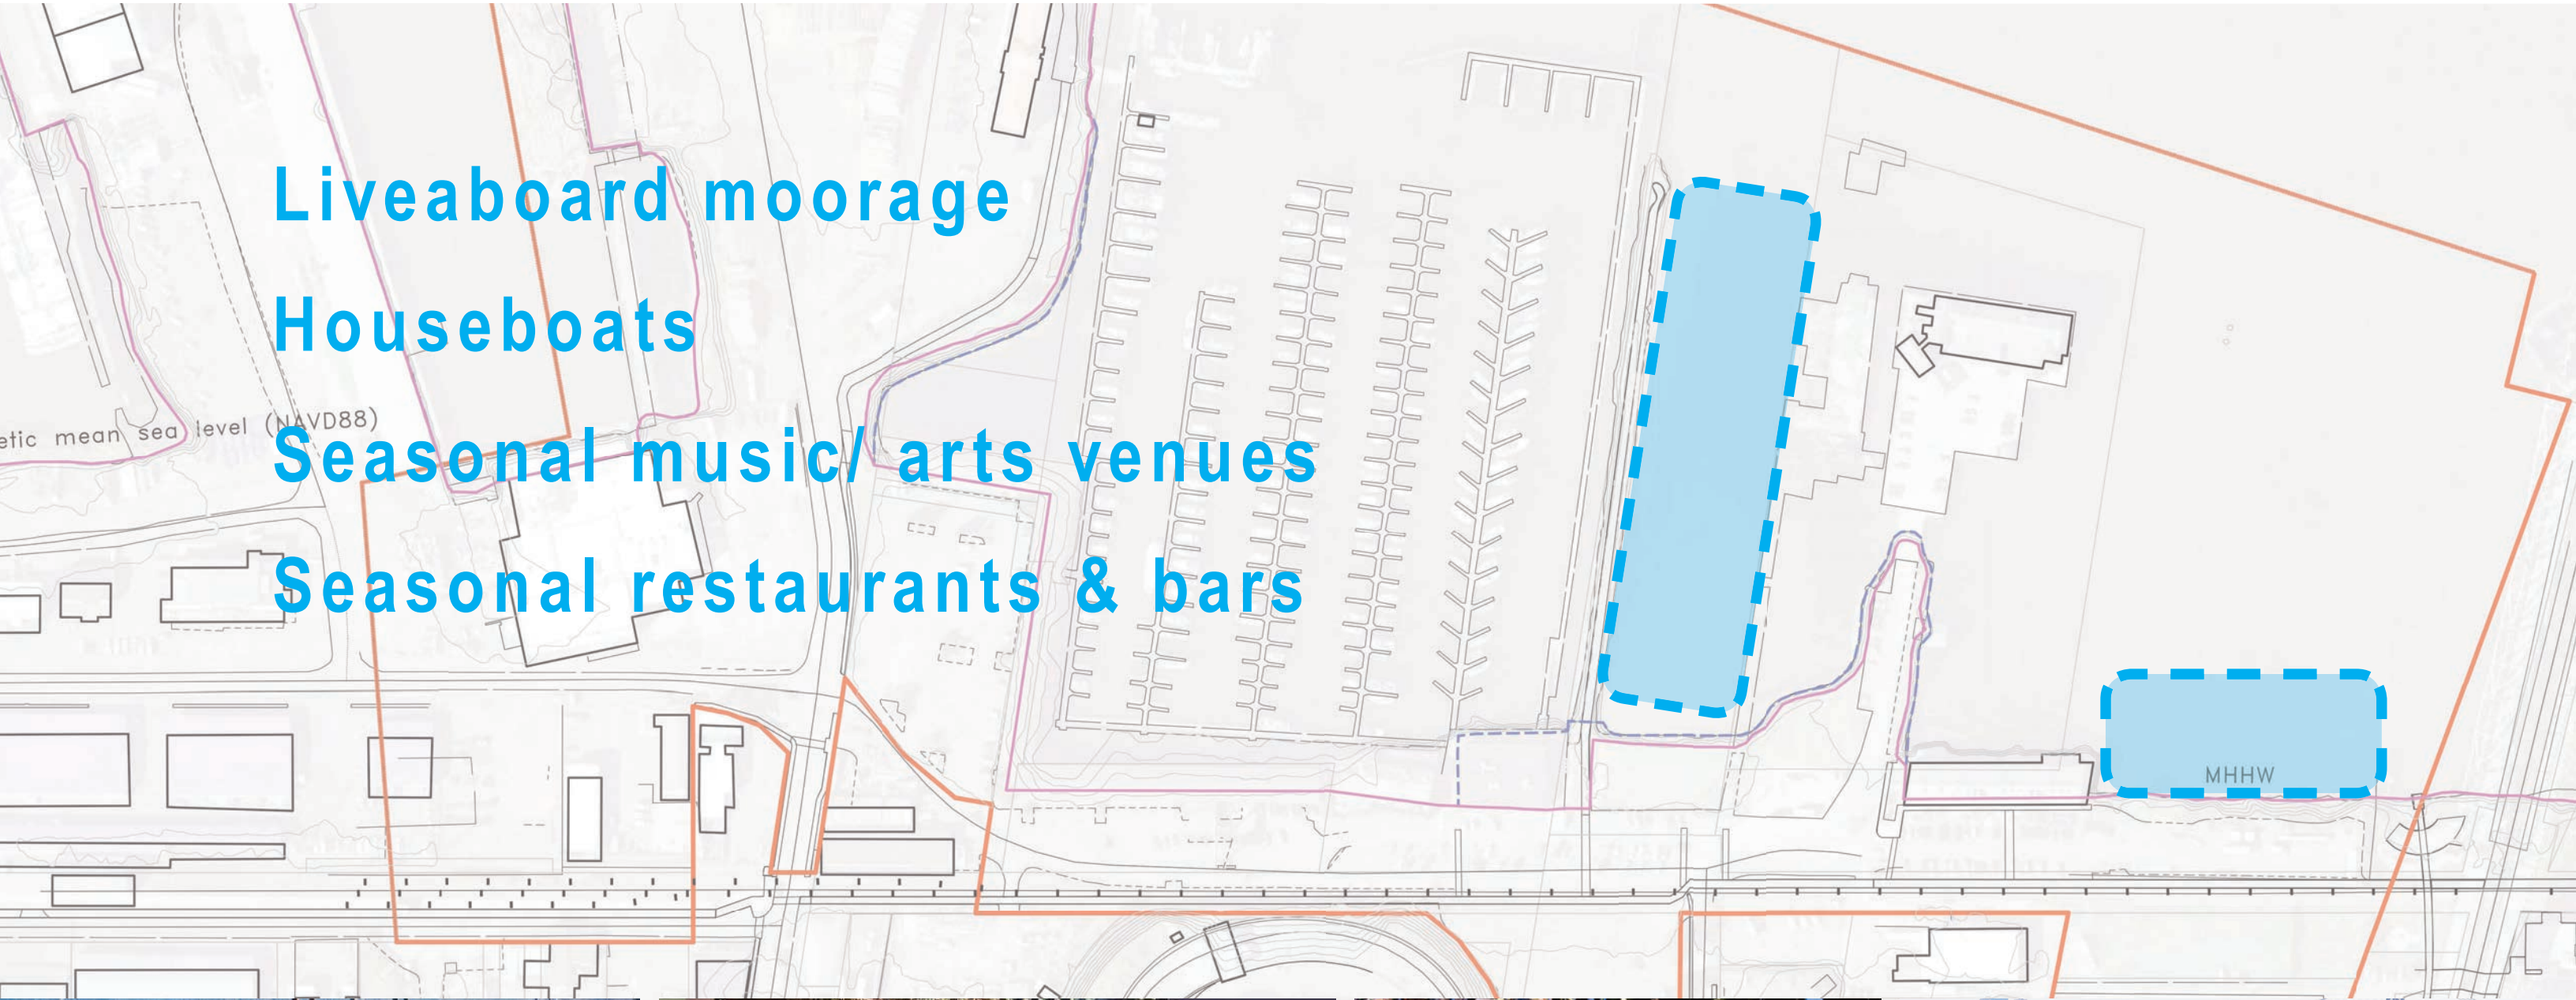 Liveaboard moorage
Houseboats
Seasonal music/ arts venues
Seasonal restaurants & bars
etic mean sea level (NAVD88)
MHHW